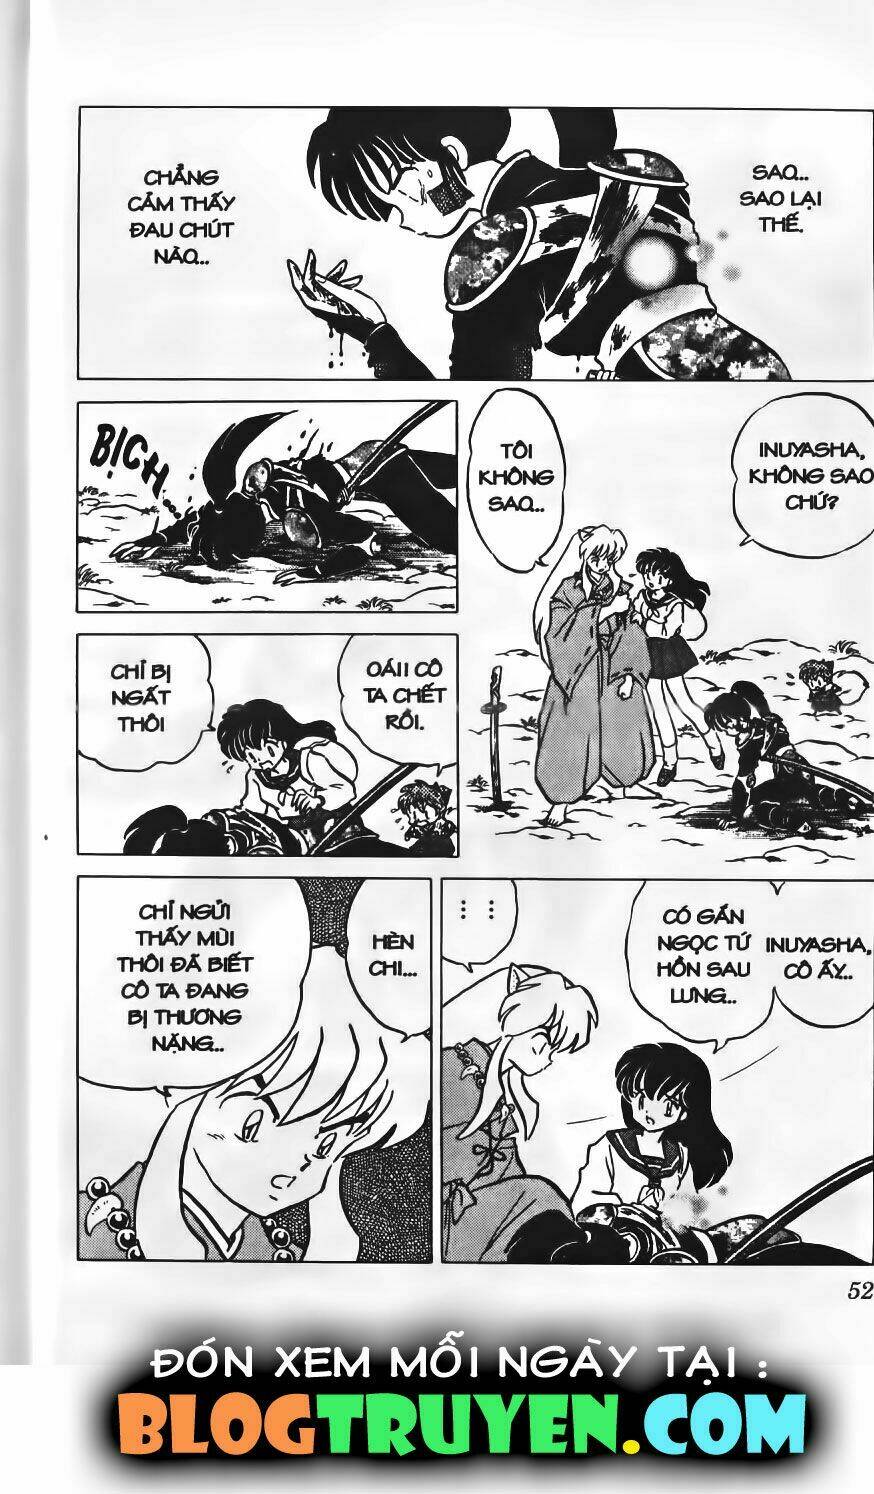 SAO...
SAO LẠI
THẾ.
CHẲNG
CẢM THẤY
ĐAU CHÚT
NÀO...
INUYASHA,
KHÔNG SAO
CHỨ?
TÔI
KHÔNG
SAO...
BỊCH
OÁI! CÔ
TA CHẾT
RỒI.
CHỈ BỊ
NGẤT
THÔI
INUYASHA,
CÔ ẤY...
CÓ GẮN
NGỌC TỨ
HỒN SAU
LƯNG...
... ...
HÈN
CHI...
CHỈ NGỬI
THẤY MÙI
THÔI ĐÃ BIẾT
CÔ TA ĐANG
BỊ THƯƠNG
NẶNG...
52
ĐÓN XEM MỖI NGÀY TẠI :
BLOGTRUYEN.COM